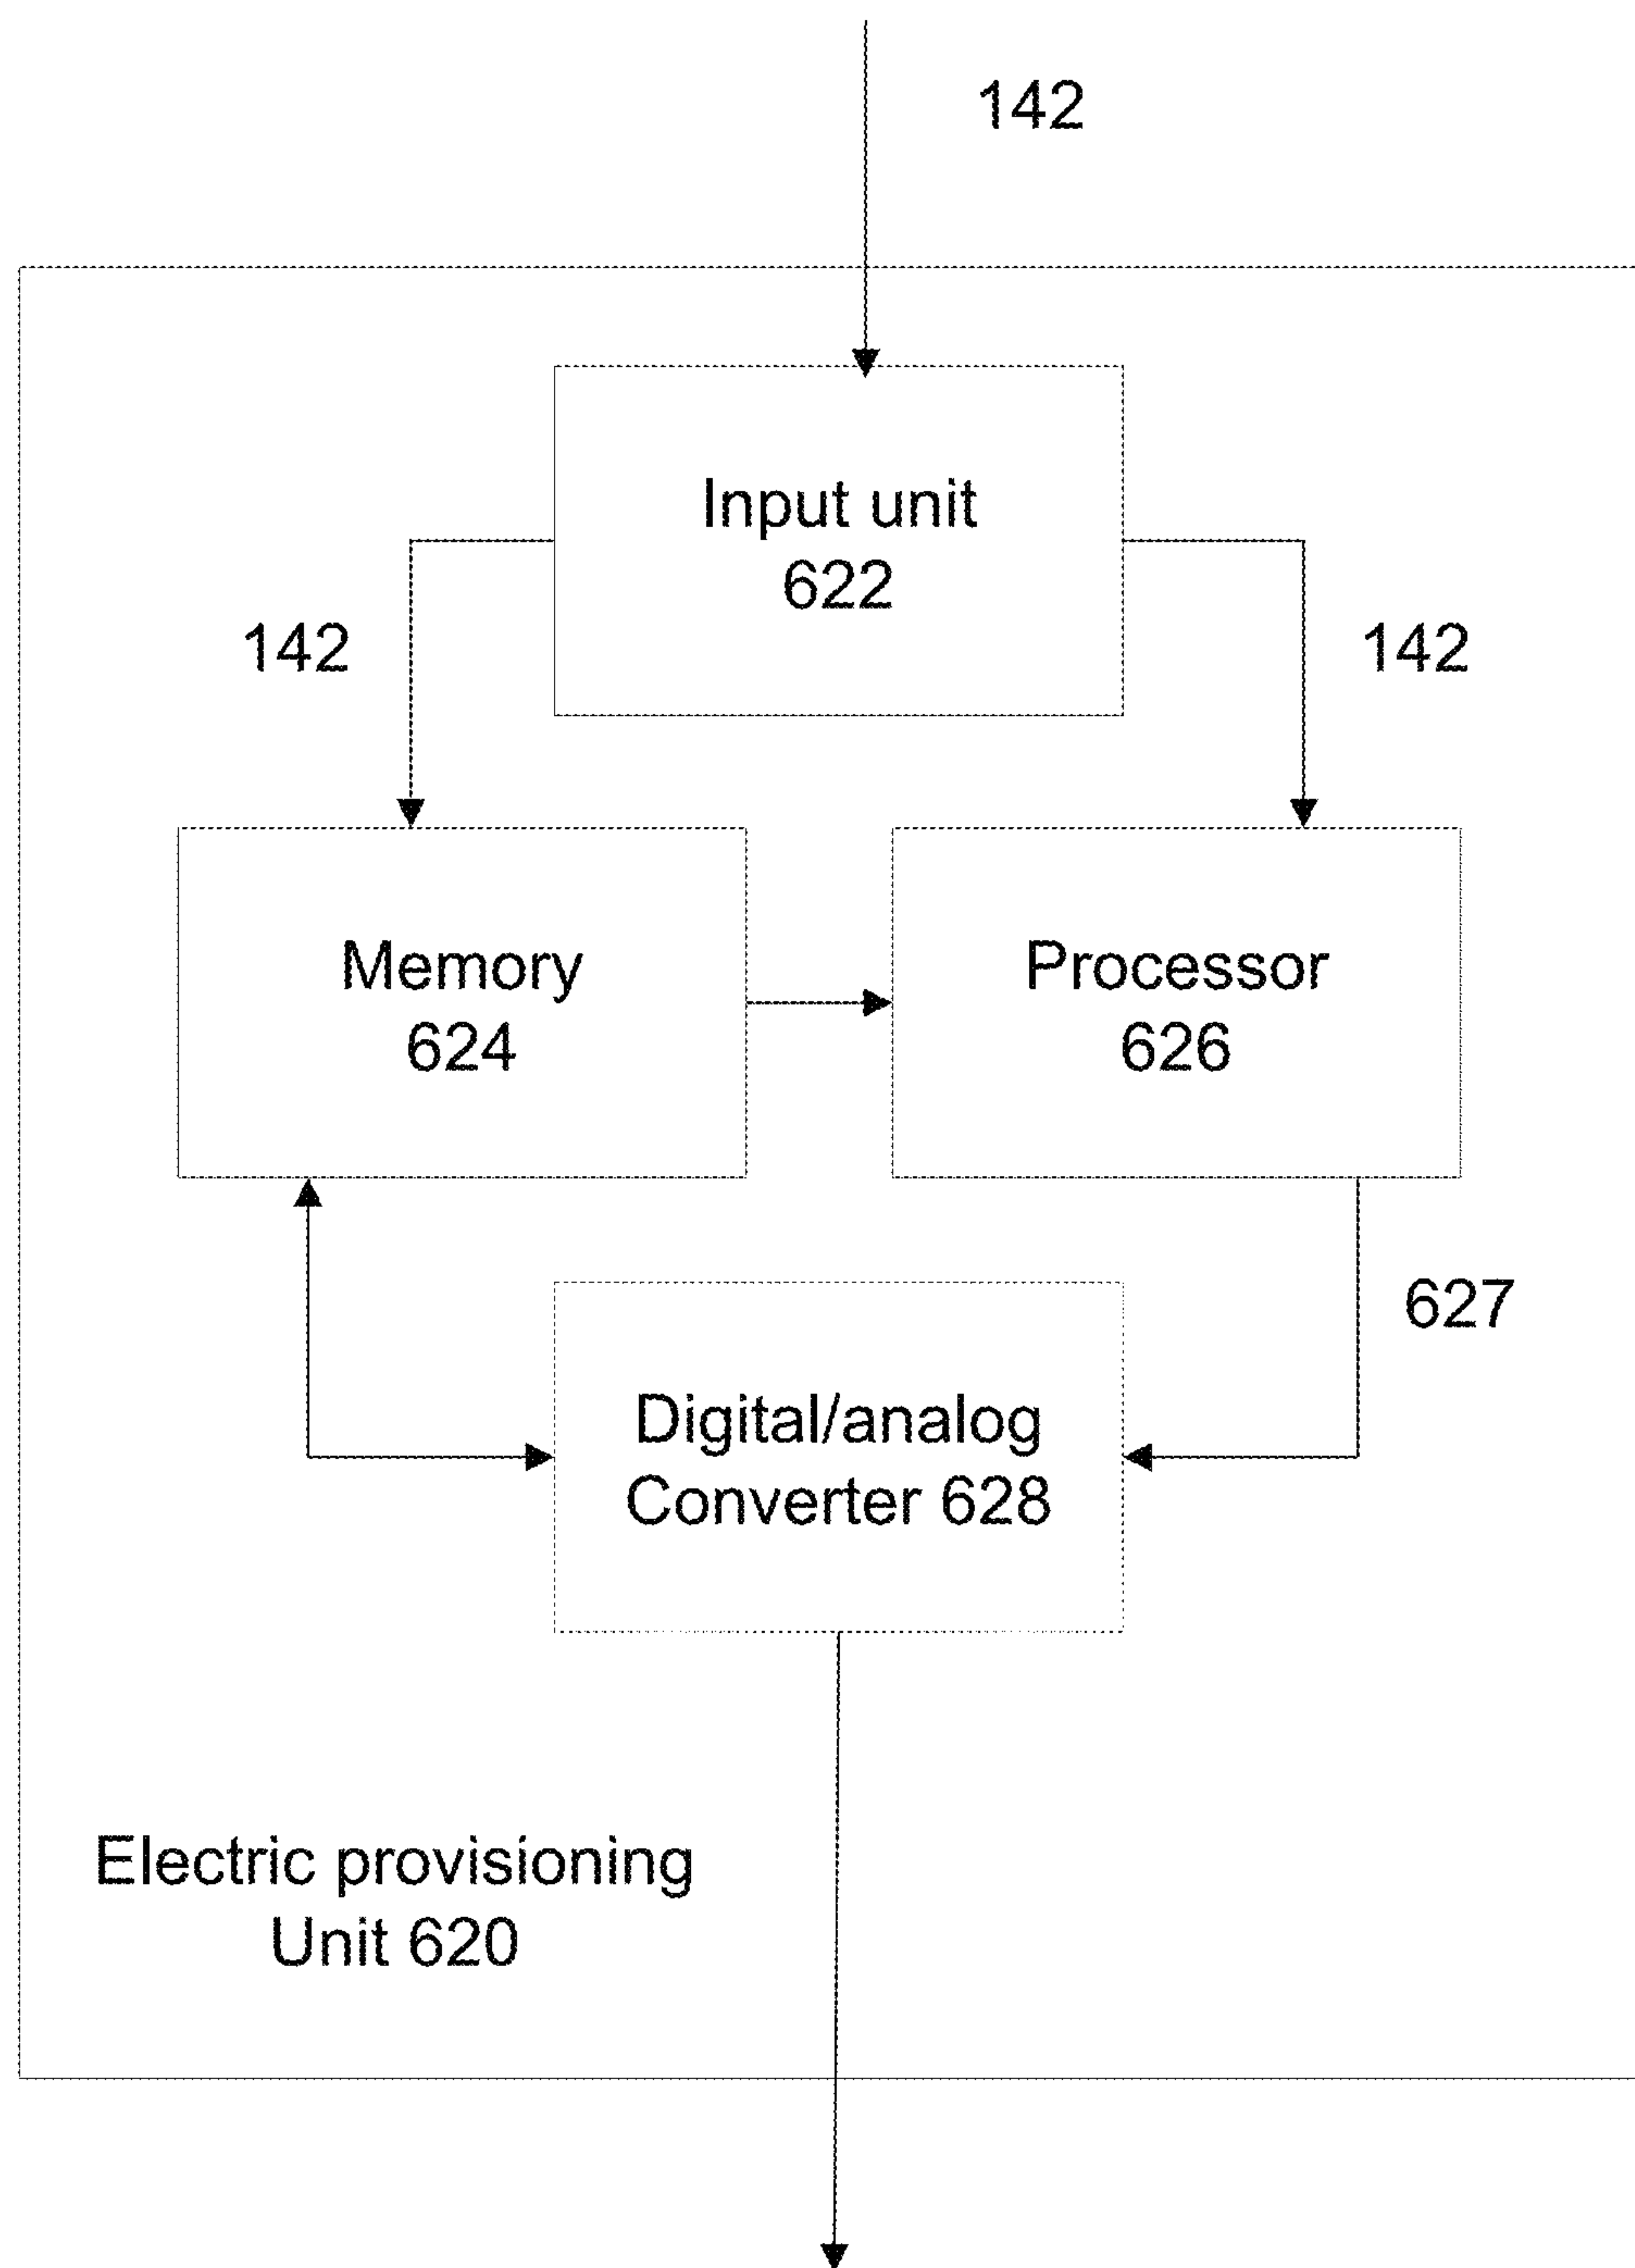 142
Input unit
622
142
142
Memory
624
Processor
626
627
Digital/analog
Converter 628
Electric provisioning
Unit 620